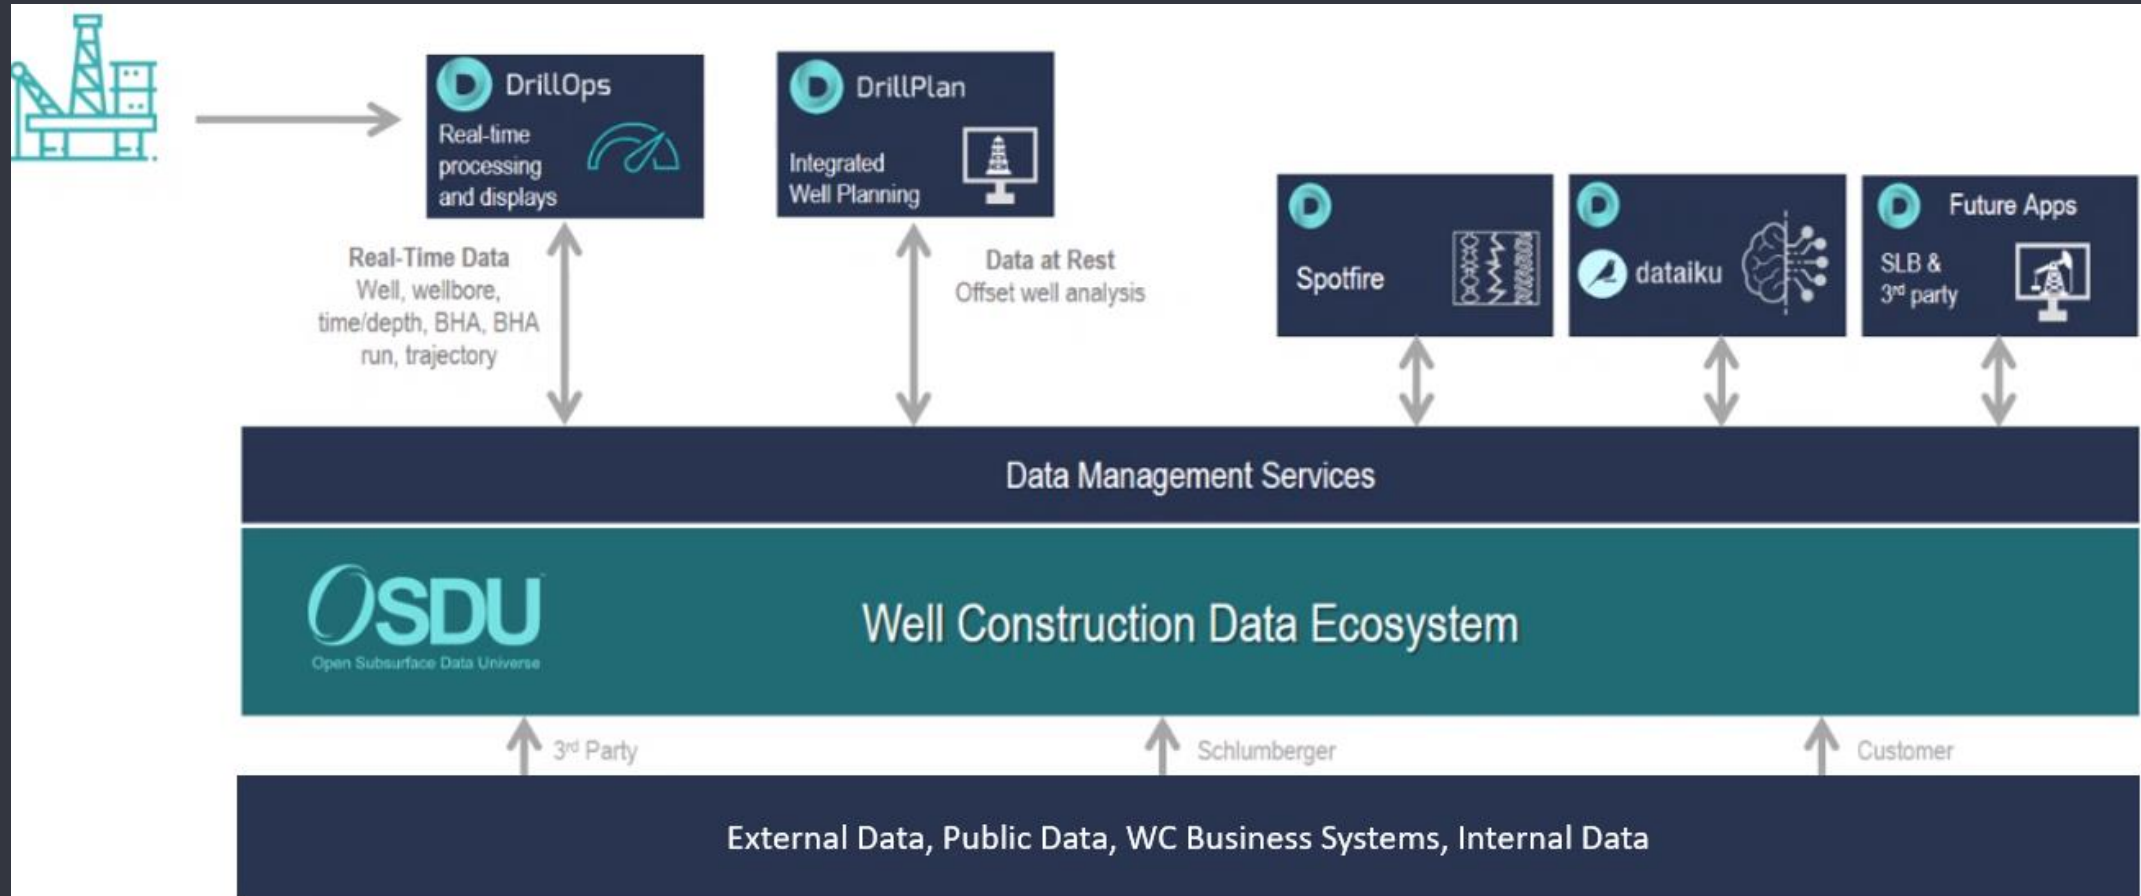 DrillOps
Real-time
processing
and displays
DrillPlan
Integrated
Well Planning
Spotfire
dataiku
Future Apps
SLB &
3rd party
Real-Time Data
Well, wellbore,
time/depth, BHA, BHA
run, trajectory
Data at Rest
Offset well analysis
Data Management Services
OSDU
Open Subsurface Data Universe
Well Construction Data Ecosystem
3rd Party
Schlumberger
Customer
External Data, Public Data, WC Business Systems, Internal Data